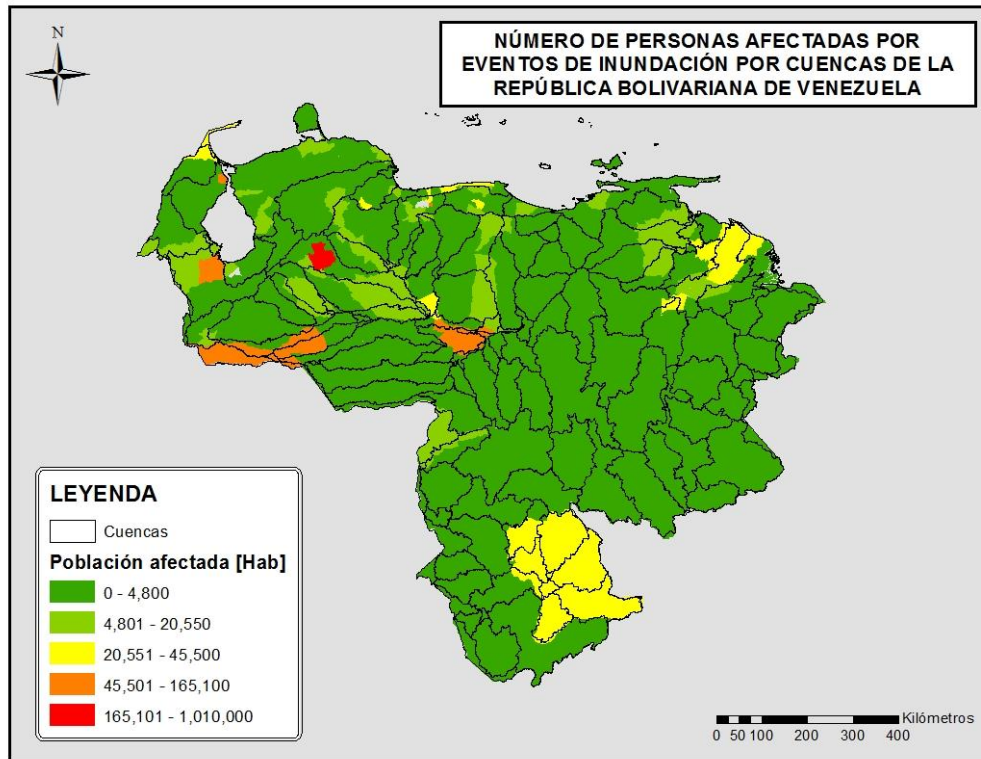 N
NÚMERO DE PERSONAS AFECTADAS POR
EVENTOS DE INUNDACIÓN POR CUENCAS DE LA
REPÚBLICA BOLIVARIANA DE VENEZUELA
LEYENDA
Cuencas
Población afectada [Hab]
0 - 4,800
4,801 - 20,550
20,551 - 45,500
45,501 - 165,100
165,101 - 1,010,000
Kilómetros
0 50 100 200 300 400